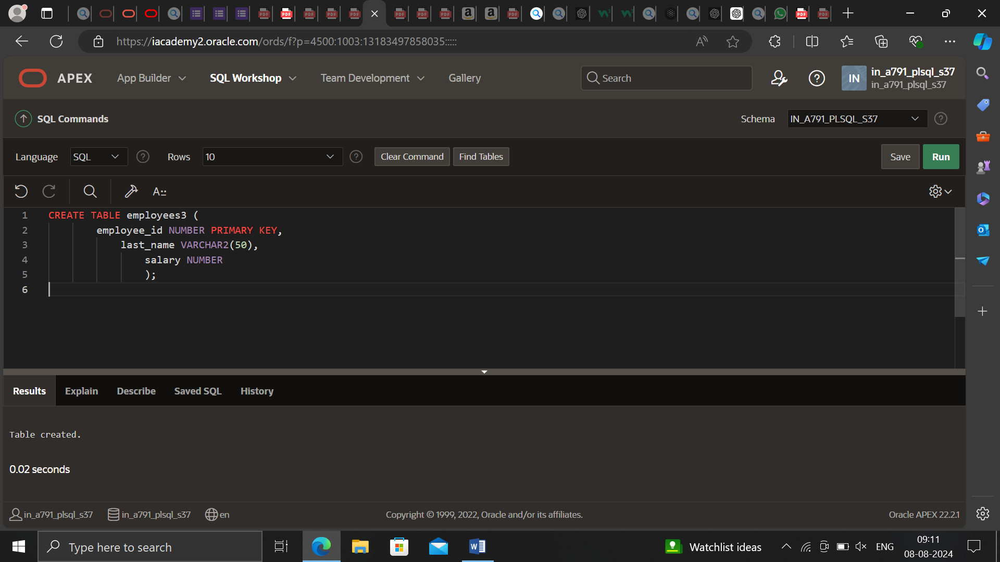 https://iacademy2.oracle.com/ords/f?p=4500:1003:13183497858035:::::
APEX App Builder SQL Workshop Team Development Gallery Search IN in_a791_plsql_s37
in_a791_plsql_s37
SQL Commands Schema IN_A791_PLSQL_S37
Language SQL Rows 10 Clear Command Find Tables Save Run
A
1 CREATE TABLE employees3 (
2 employee_id NUMBER PRIMARY KEY,
3 last_name VARCHAR2(50),
4 salary NUMBER
5 );
6
Results Explain Describe Saved SQL History
Table created.
0.02 seconds
in_a791_plsql_s37 in_a791_plsql_s37 en Copyright © 1999, 2022, Oracle and/or its affiliates. Oracle APEX 22.2.1
Type here to search Watchlist ideas ENG 09:11
08-08-2024